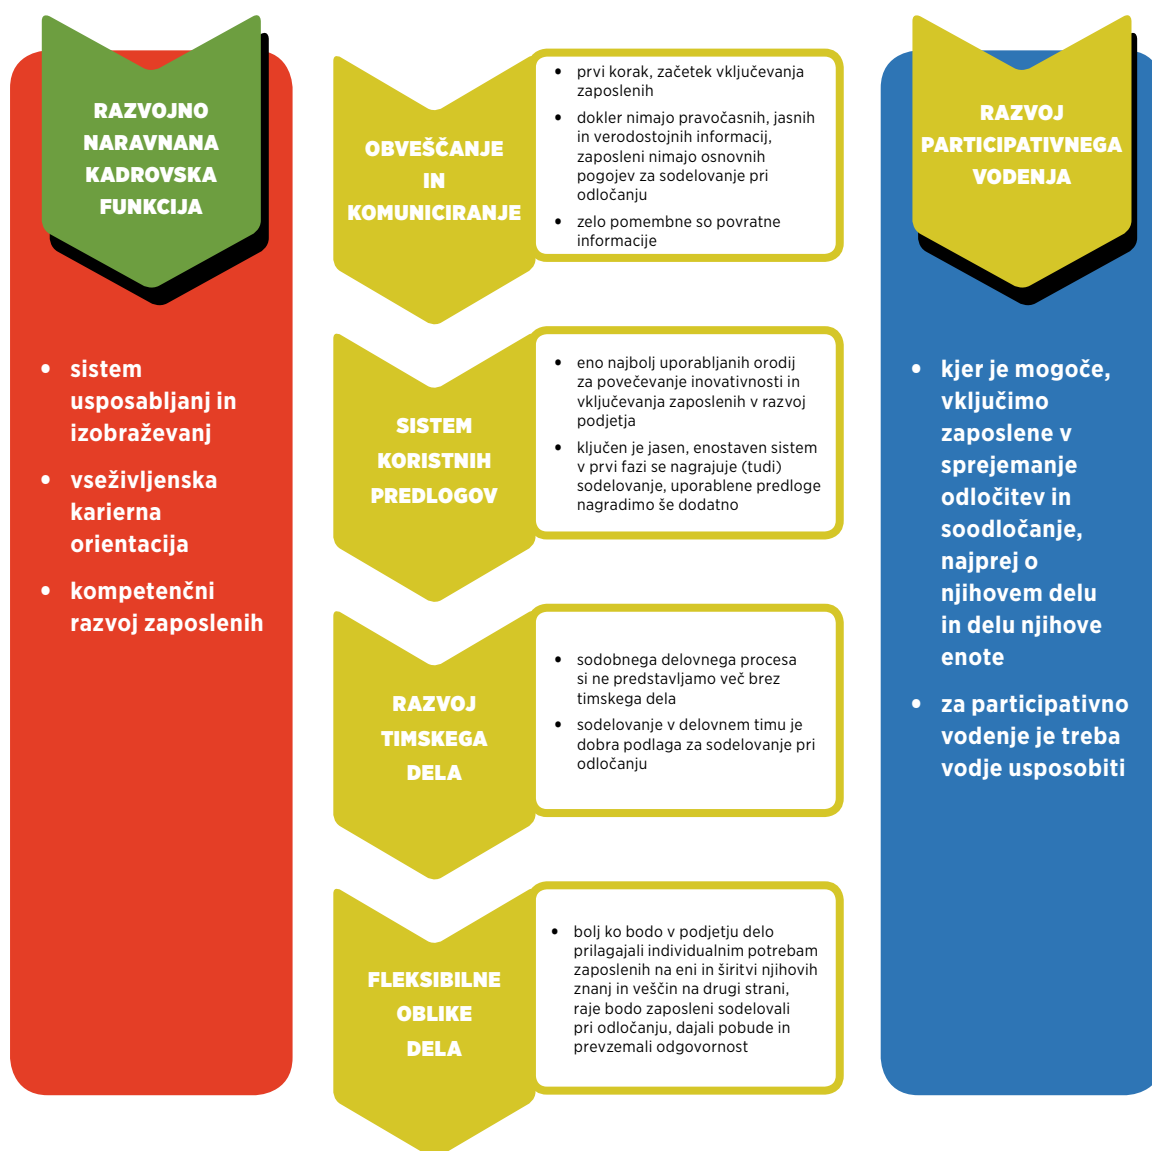 RAZVOJNO
NARAVNANA
KADROVSKA
FUNKCIJA
• sistem
usposabljanj in
izobraževanj
• vseživljenska
karierna
orientacija
• kompetenčni
razvoj zaposlenih
OBVEŠČANJE
IN
KOMUNICIRANJE
• prvi korak, začetek vključevanja
zaposlenih
• dokler nimajo pravočasnih, jasnih
in verodostojnih informacij,
zaposleni nimajo osnovnih
pogojev za sodelovanje pri
odločanju
• zelo pomembne so povratne
informacije
SISTEM
KORISTNIH
PREDLOGOV
• eno najbolj uporabljanih orodij
za povečevanje inovativnosti in
vključevanja zaposlenih v razvoj
podjetja
• ključen je jasen, enostaven sistem
v prvi fazi se nagrajuje (tudi)
sodelovanje, uporablene predloge
nagradimo še dodatno
RAZVOJ
TIMSKEGA
DELA
• sodobnega delovnega procesa
si ne predstavljamo več brez
timskega dela
• sodelovanje v delovnem timu je
dobra podlaga za sodelovanje pri
odločanju
FLEKSIBILNE
OBLIKE
DELA
• bolj ko bodo v podjetju delo
prilagajali individualnim potrebam
zaposlenih na eni in širitvi njihovih
znanj in veščin na drugi strani,
raje bodo zaposleni sodelovali
pri odločanju, dajali pobude in
prevzemali odgovornost
RAZVOJ
PARTICIPATIVNEGA
VODENJA
• kjer je mogoče,
vključimo
zaposlene v
sprejemanje
odločitev in
soodločanje,
najprej o
njihovem delu
in delu njihove
enote
• za participativno
vodenje je treba
vodje usposobiti